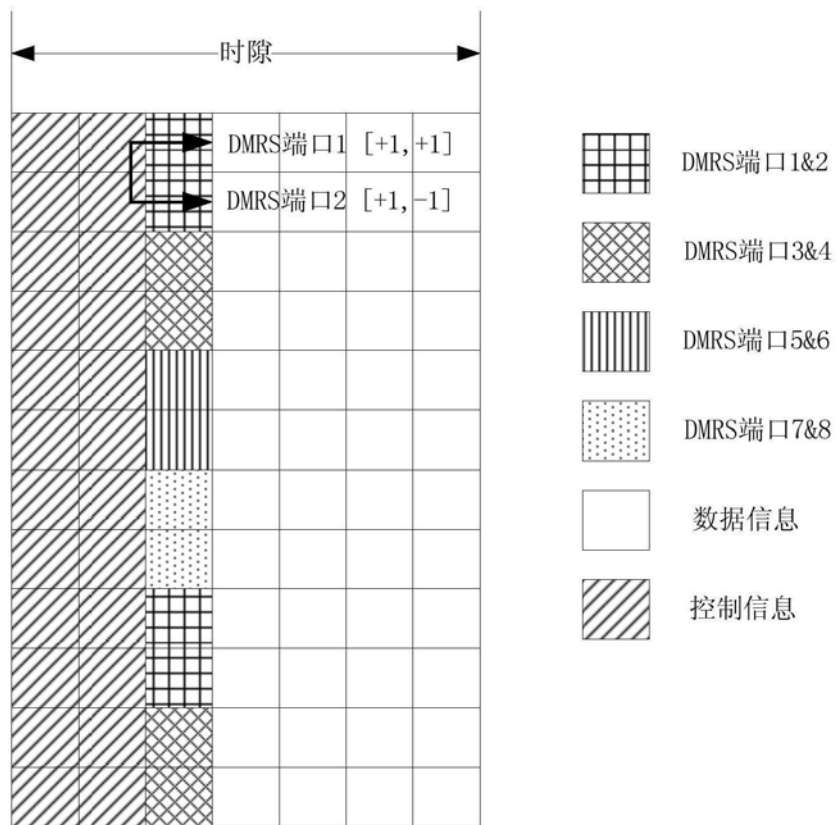 时隙
DMRS端口1 [+1,+1]
DMRS端口2 [+1,-1]
DMRS端口1&2
DMRS端口3&4
DMRS端口5&6
DMRS端口7&8
数据信息
控制信息